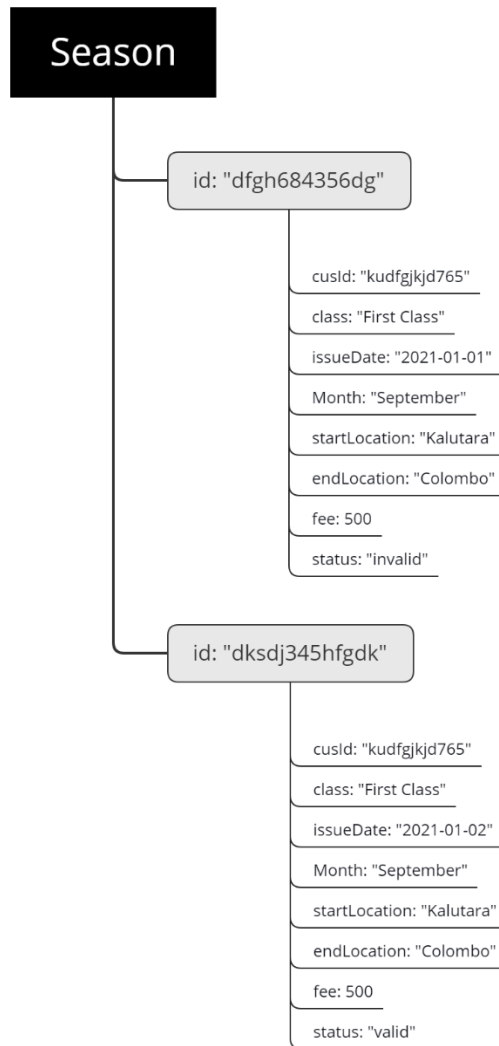 Season
id: "dfgh684356dg"
cusId: "kudfgjkjd765"
class: "First Class"
issueDate: "2021-01-01"
Month: "September"
startLocation: "Kalutara"
endLocation: "Colombo"
fee: 500
status: "invalid"
id: "dksdj345hfgdk"
cusId: "kudfgjkjd765"
class: "First Class"
issueDate: "2021-01-02"
Month: "September"
startLocation: "Kalutara"
endLocation: "Colombo"
fee: 500
status: "valid"